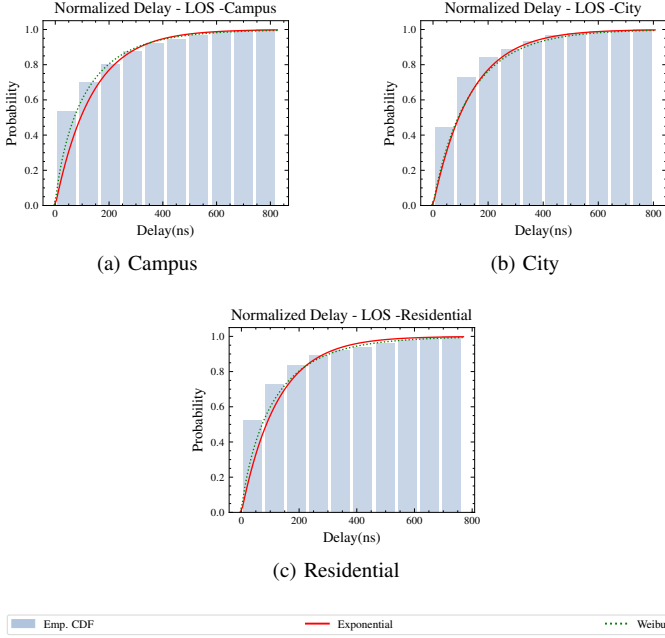 Normalized Delay - LOS -Campus
Normalized Delay - LOS -City
1.0
0.8
0.6
0.4
0.2
0.0
Probability
0
200
400
600
800
Delay(ns)
1.0
0.8
0.6
0.4
0.2
0.0
Probability
0
200
400
600
800
Delay(ns)
(a) Campus
(b) City
Normalized Delay - LOS -Residential
1.0
0.8
0.6
0.4
0.2
0.0
Probability
0
200
400
600
800
Delay(ns)
(c) Residential
Emp. CDF
Exponential
Weibu